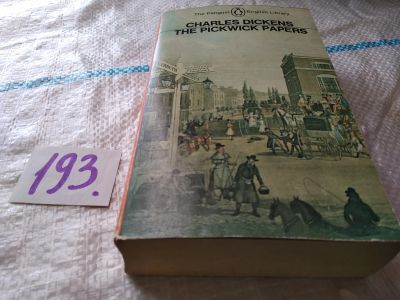 The Penguin English Library
CHARLES DICKENS
THE PICKWICK PAPERS
193.